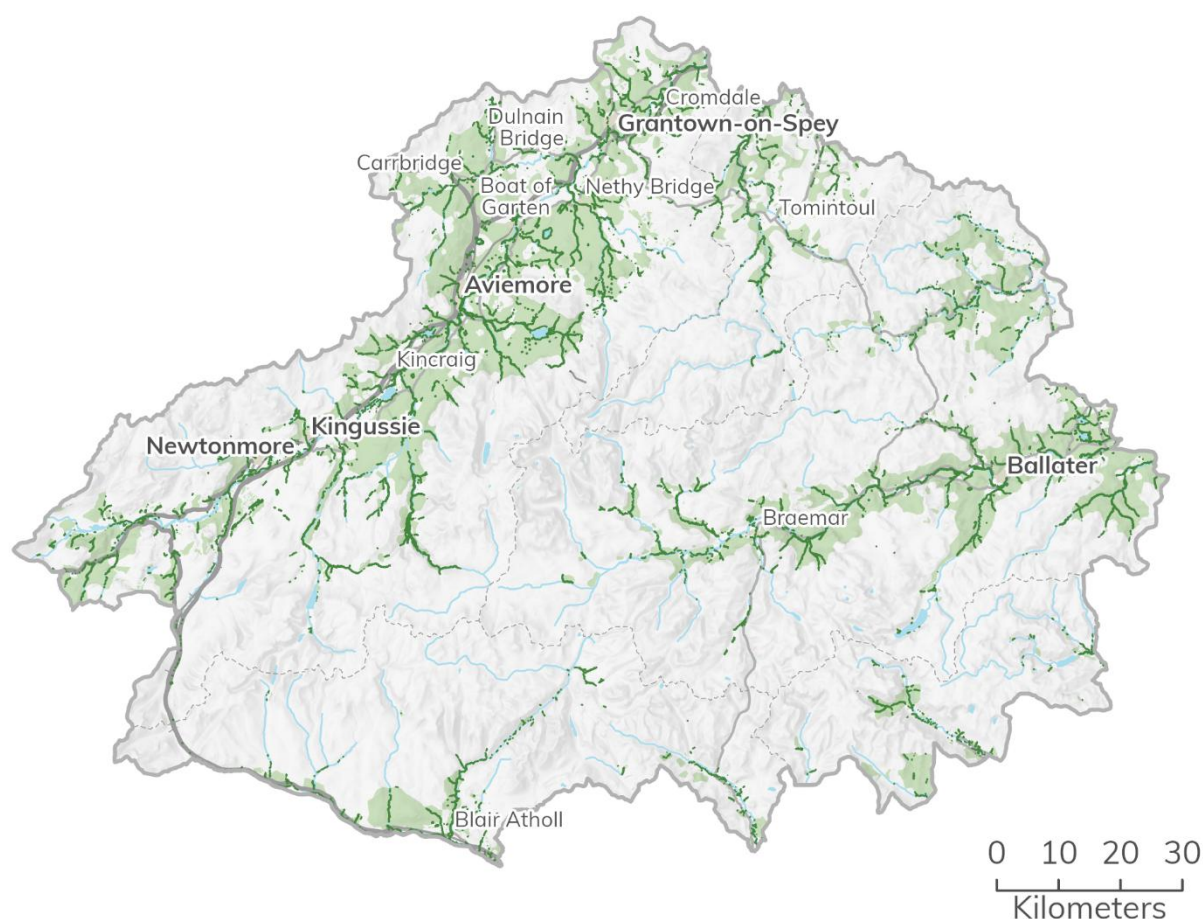 Cromdale
Dulnain
Bridge
Grantown-on-Spey
Carrbridge
Boat of
Garten
Nethy Bridge
Tomintoul
Aviemore
Kincraig
Kingussie
Newtonmore
Ballater
Braemar
Blair Atholl
0 10 20 30
Kilometers